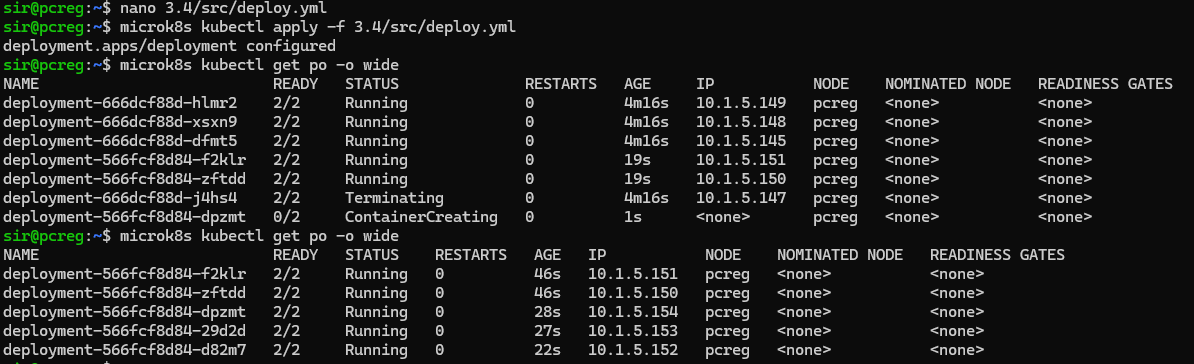 sir@pcreg:~$ nano 3.4/src/deploy.yml
sir@pcreg:~$ microk8s kubectl apply -f 3.4/src/deploy.yml
deployment.apps/deployment configured
sir@pcreg:~$ microk8s kubectl get po -o wide
NAME READY STATUS RESTARTS AGE IP NODE NOMINATED NODE READINESS GATES
deployment-666dcf88d-hlmr2 2/2 Running 0 4m16s 10.1.5.149 pcreg <none> <none>
deployment-666dcf88d-xsxn9 2/2 Running 0 4m16s 10.1.5.148 pcreg <none> <none>
deployment-666dcf88d-dfmt5 2/2 Running 0 4m16s 10.1.5.145 pcreg <none> <none>
deployment-566fcf8d84-f2klr 2/2 Running 0 19s 10.1.5.151 pcreg <none> <none>
deployment-566fcf8d84-zftdd 2/2 Running 0 19s 10.1.5.150 pcreg <none> <none>
deployment-666dcf88d-j4hs4 2/2 Terminating 0 4m16s 10.1.5.147 pcreg <none> <none>
deployment-566fcf8d84-dpzmt 0/2 ContainerCreating 0 1s <none> pcreg <none> <none>
sir@pcreg:~$ microk8s kubectl get po -o wide
NAME READY STATUS RESTARTS AGE IP NODE NOMINATED NODE READINESS GATES
deployment-566fcf8d84-f2klr 2/2 Running 0 46s 10.1.5.151 pcreg <none> <none>
deployment-566fcf8d84-zftdd 2/2 Running 0 46s 10.1.5.150 pcreg <none> <none>
deployment-566fcf8d84-dpzmt 2/2 Running 0 28s 10.1.5.154 pcreg <none> <none>
deployment-566fcf8d84-29d2d 2/2 Running 0 27s 10.1.5.153 pcreg <none> <none>
deployment-566fcf8d84-d82m7 2/2 Running 0 22s 10.1.5.152 pcreg <none> <none>